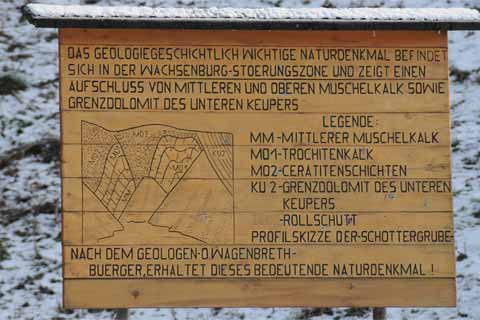 DAS GEOLOGIEGESCHICHTLICH WICHTIGE NATURDENKMAL BEFINDET
SICH IN DER WACHSENBURG-STOERUNGSZONE UND ZEIGT EINEN
AUFSCHLUSS VON MITTLEREN UND OBEREN MUSCHELKALK SOWIE
GRENZDOLOMIT DES UNTEREN KEUPERS
LEGENDE:
MM-MITTLERER MUSCHELKALK
MO1-TROCHITENKALK
MO2-CERATITENSCHICHTEN
KU 2-GRENZDOLOMIT DES UNTEREN
KEUPERS
-ROLLSCHUTT
PROFILSKIZZE DER-SCHOTTERGRUBE
MO1
KU2
NACH DEM GEOLOGEN-O.WAGENBRETH-
BUERGER, ERHALTET DIESES BEDEUTENDE NATURDENKMAL !